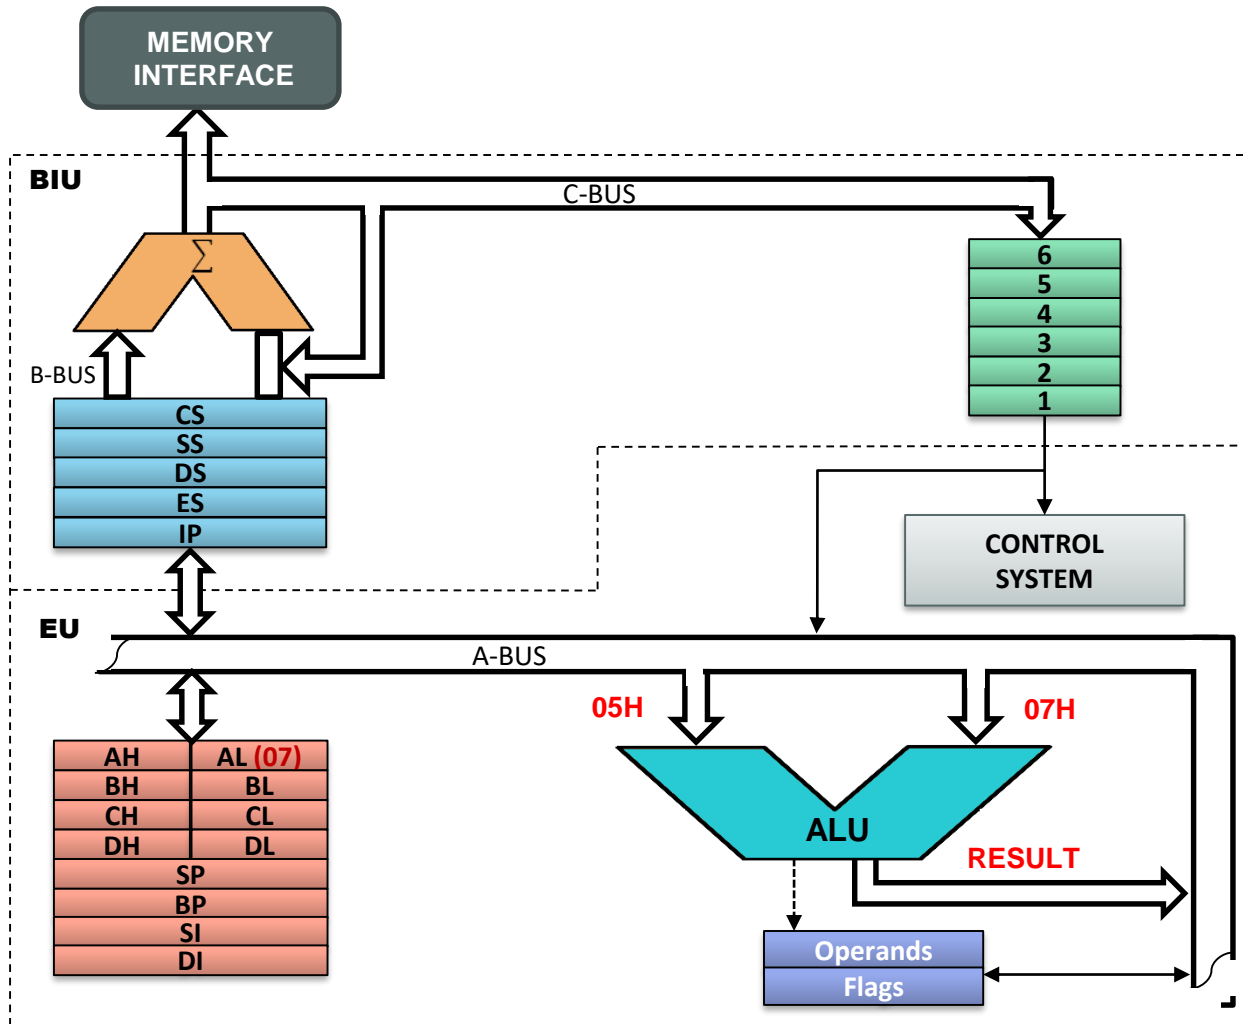 MEMORY
INTERFACE
BIU
C-BUS
Σ
6
5
4
3
2
1
B-BUS
CS
SS
DS
ES
IP
CONTROL
SYSTEM
EU
A-BUS
05H
07H
AH AL (07)
BH BL
CH CL
DH DL
SP
BP
SI
DI
ALU
RESULT
Operands
Flags